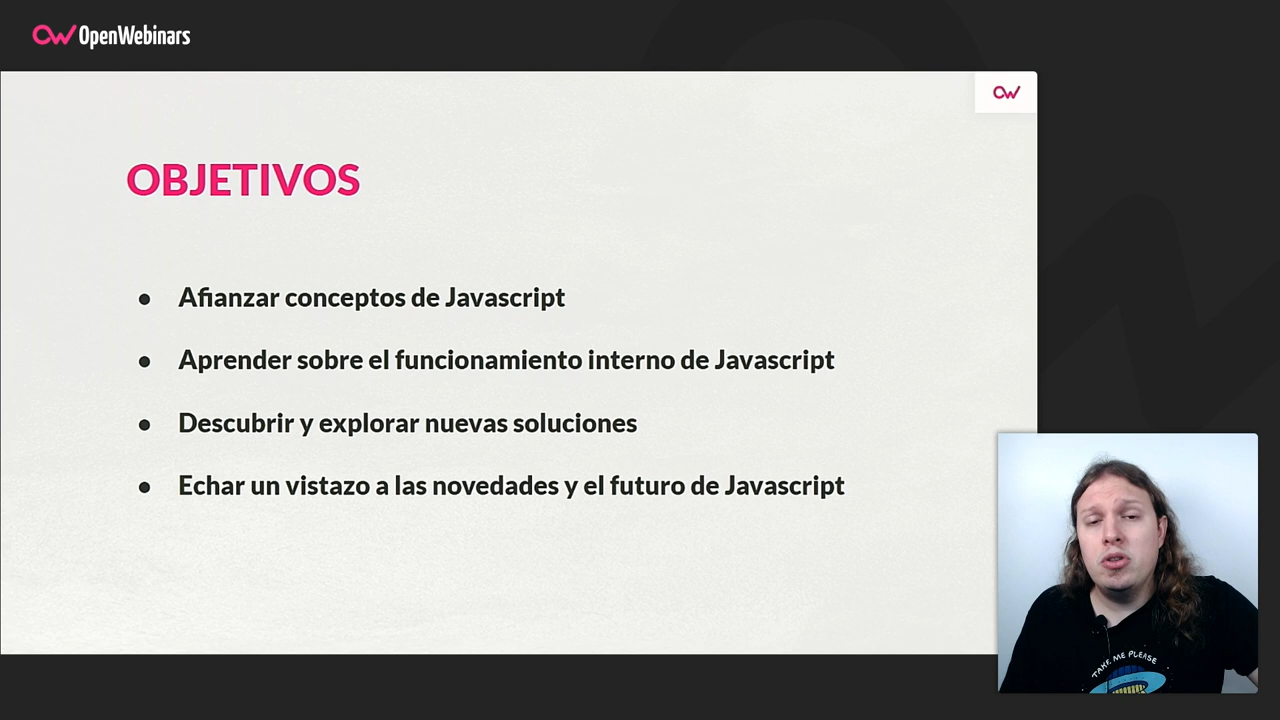 OpenWebinars
OBJETIVOS
● Afianzar conceptos de Javascript
● Aprender sobre el funcionamiento interno de Javascript
● Descubrir y explorar nuevas soluciones
● Echar un vistazo a las novedades y el futuro de Javascript
TAKE ME PLEASE